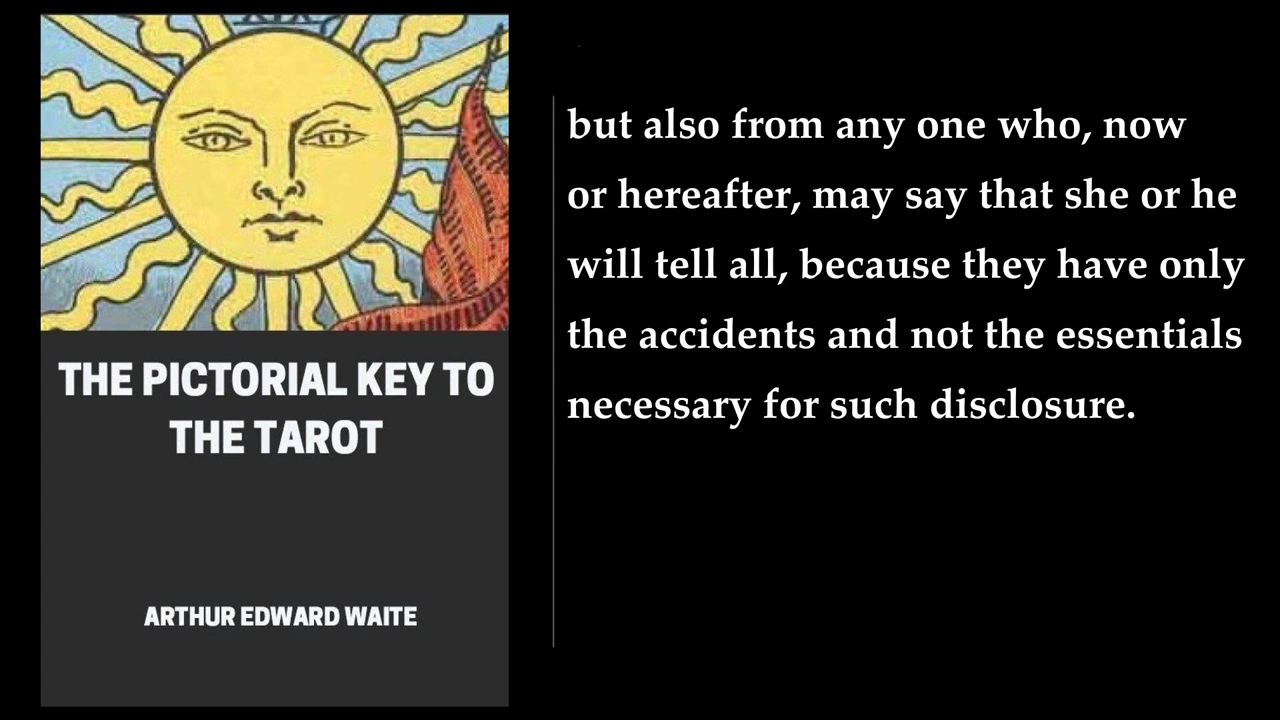 THE PICTORIAL KEY TO
THE TAROT
ARTHUR EDWARD WAITE
but also from any one who, now
or hereafter, may say that she or he
will tell all, because they have only
the accidents and not the essentials
necessary for such disclosure.